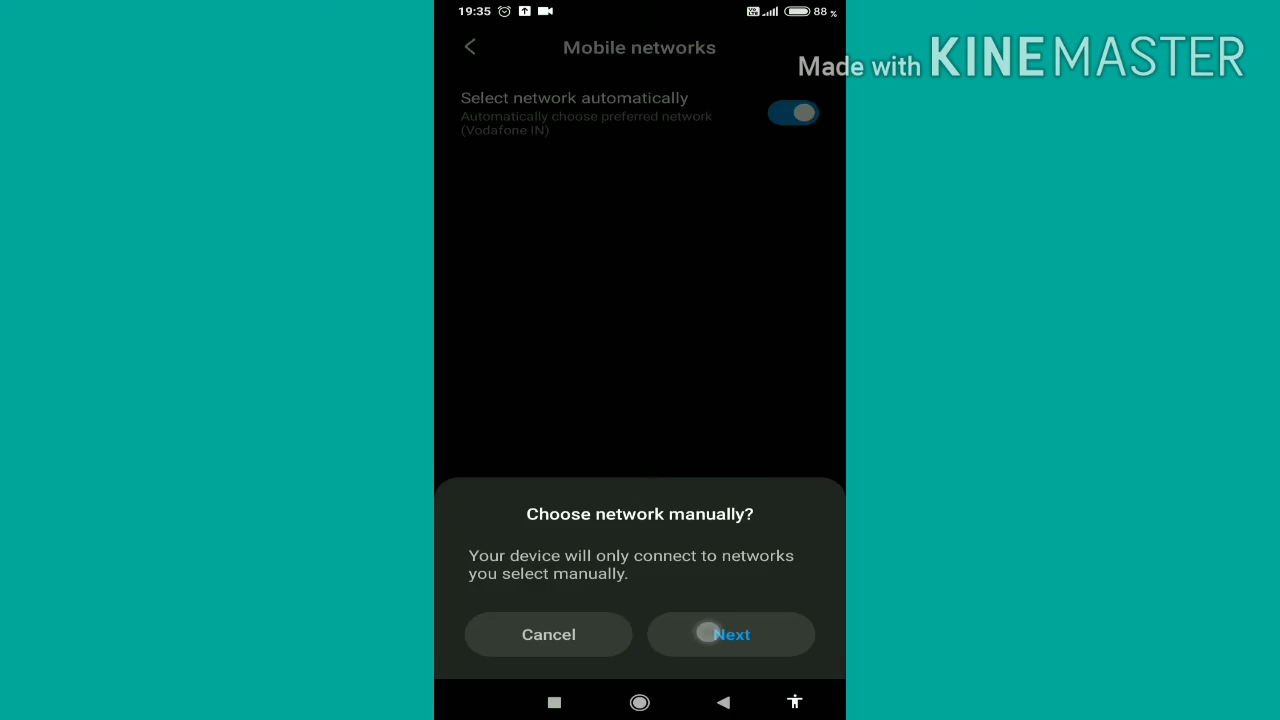 19:35
88 %
Mobile networks
Made with KINEMASTER
Select network automatically
Automatically choose preferred network
(Vodafone IN)
Choose network manually?
Your device will only connect to networks
you select manually.
Cancel
Next